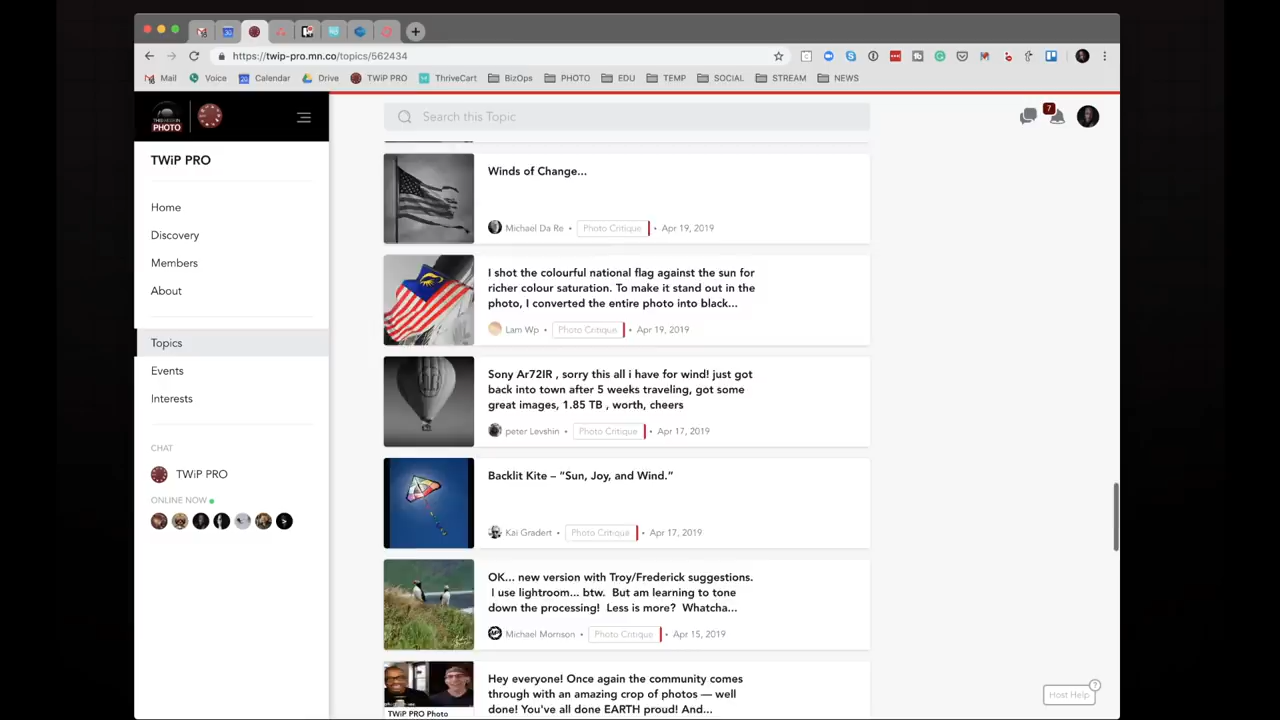 https://twip-pro.mn.co/topics/562434
Mail Voice Calendar Drive TWiP PRO ThriveCart BizOps PHOTO EDU TEMP SOCIAL STREAM NEWS
PHOTO
Search this Topic
7
TWiP PRO
Home
Discovery
Members
About
Topics
Events
Interests
CHAT
TWiP PRO
ONLINE NOW
Winds of Change...
Michael Da Re • Photo Critique • Apr 19, 2019
I shot the colourful national flag against the sun for
richer colour saturation. To make it stand out in the
photo, I converted the entire photo into black...
Lam Wp • Photo Critique • Apr 19, 2019
Sony Ar72IR , sorry this all i have for wind! just got
back into town after 5 weeks traveling, got some
great images, 1.85 TB , worth, cheers
peter Levshin • Photo Critique • Apr 17, 2019
Backlit Kite – “Sun, Joy, and Wind.”
Kai Gradert • Photo Critique • Apr 17, 2019
OK... new version with Troy/Frederick suggestions.
I use lightroom... btw. But am learning to tone
down the processing! Less is more? Whatcha...
Michael Morrison • Photo Critique • Apr 15, 2019
Hey everyone! Once again the community comes
through with an amazing crop of photos — well
done! You've all done EARTH proud! And...
TWiP PRO Photo
Host Help
?